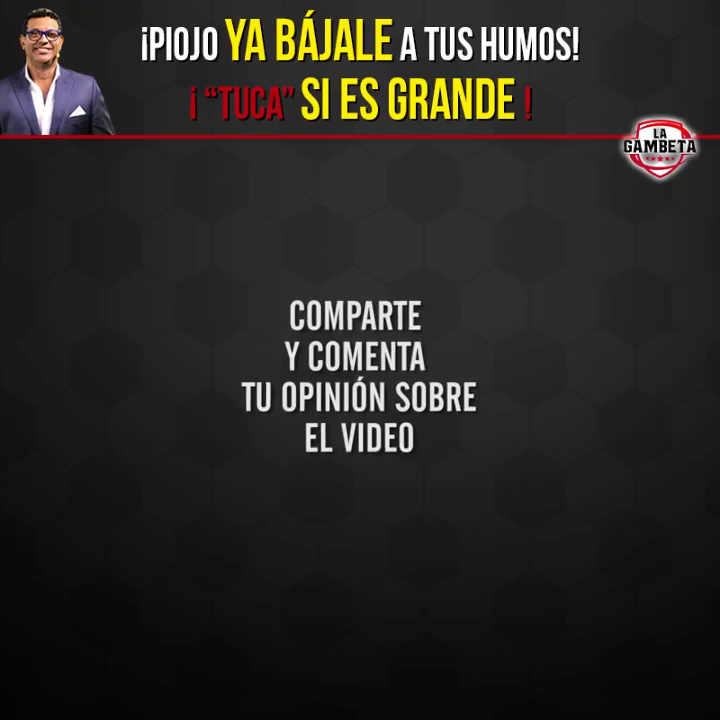 ¡PIOJO YA BÁJALE A TUS HUMOS!
¡ “TUCA” SI ES GRANDE !
LA
GAMBETA
COMPARTE
Y COMENTA
TU OPINIÓN SOBRE
EL VIDEO